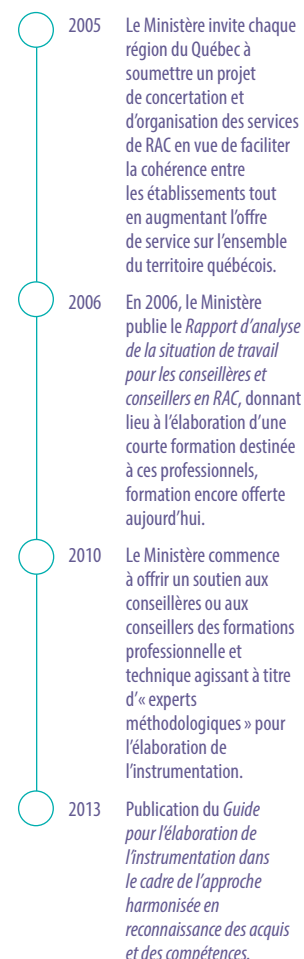 2005 Le Ministère invite chaque
région du Québec à
soumettre un projet
de concertation et
d’organisation des services
de RAC en vue de faciliter
la cohérence entre
les établissements tout
en augmentant l’offre
de service sur l’ensemble
du territoire québécois.
2006 En 2006, le Ministère
publie le Rapport d’analyse
de la situation de travail
pour les conseillères et
conseillers en RAC, donnant
lieu à l’élaboration d’une
courte formation destinée
à ces professionnels,
formation encore offerte
aujourd’hui.
2010 Le Ministère commence
à offrir un soutien aux
conseillères ou aux
conseillers des formations
professionnelle et
technique agissant à titre
d’« experts
méthodologiques » pour
l’élaboration de
l’instrumentation.
2013 Publication du Guide
pour l’élaboration de
l’instrumentation dans
le cadre de l’approche
harmonisée en
reconnaissance des acquis
et des compétences.